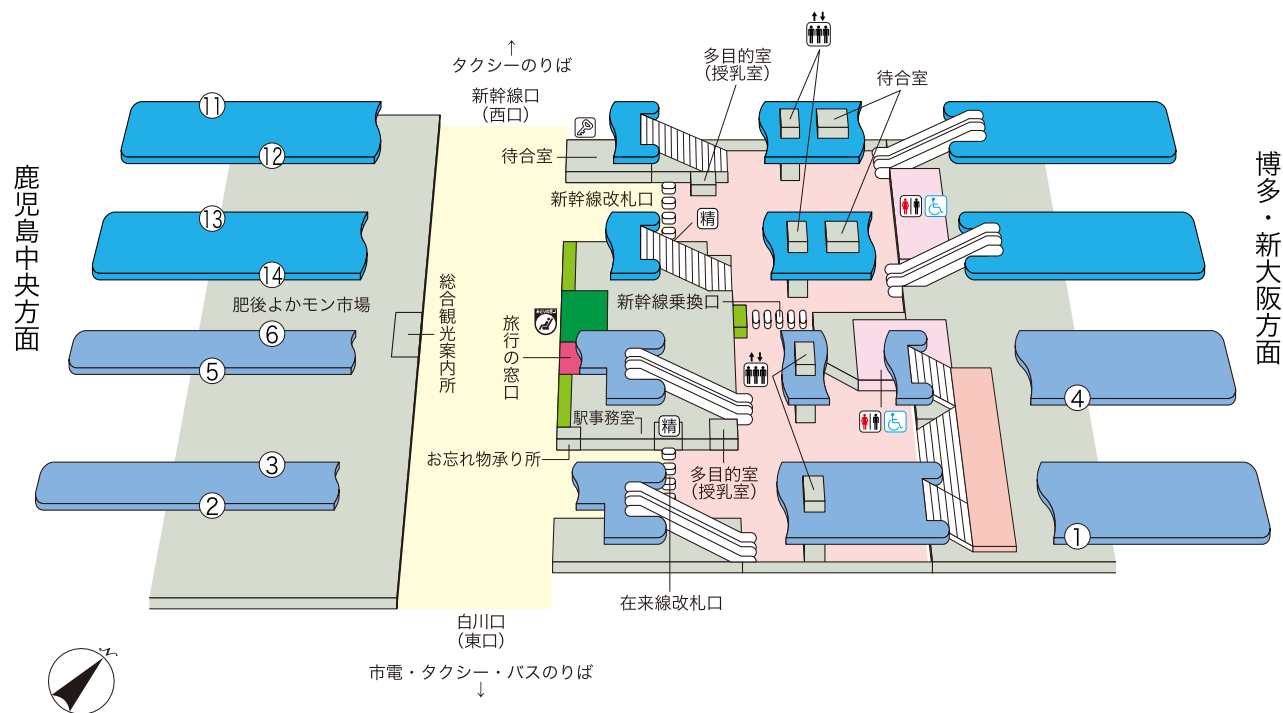 ↑
タクシーのりば
新幹線口
（西口）
多目的室
（授乳室）
待合室
⑪
⑫
待合室
新幹線改札口
精
鹿児島中央方面
博多・新大阪方面
⑬
⑭
肥後よかモン市場
総合観光案内所
旅行の窓口
新幹線乗換口
⑥
⑤
④
駅事務室
精
お忘れ物承り所
多目的室
（授乳室）
③
②
①
在来線改札口
白川口
（東口）
市電・タクシー・バスのりば
↓